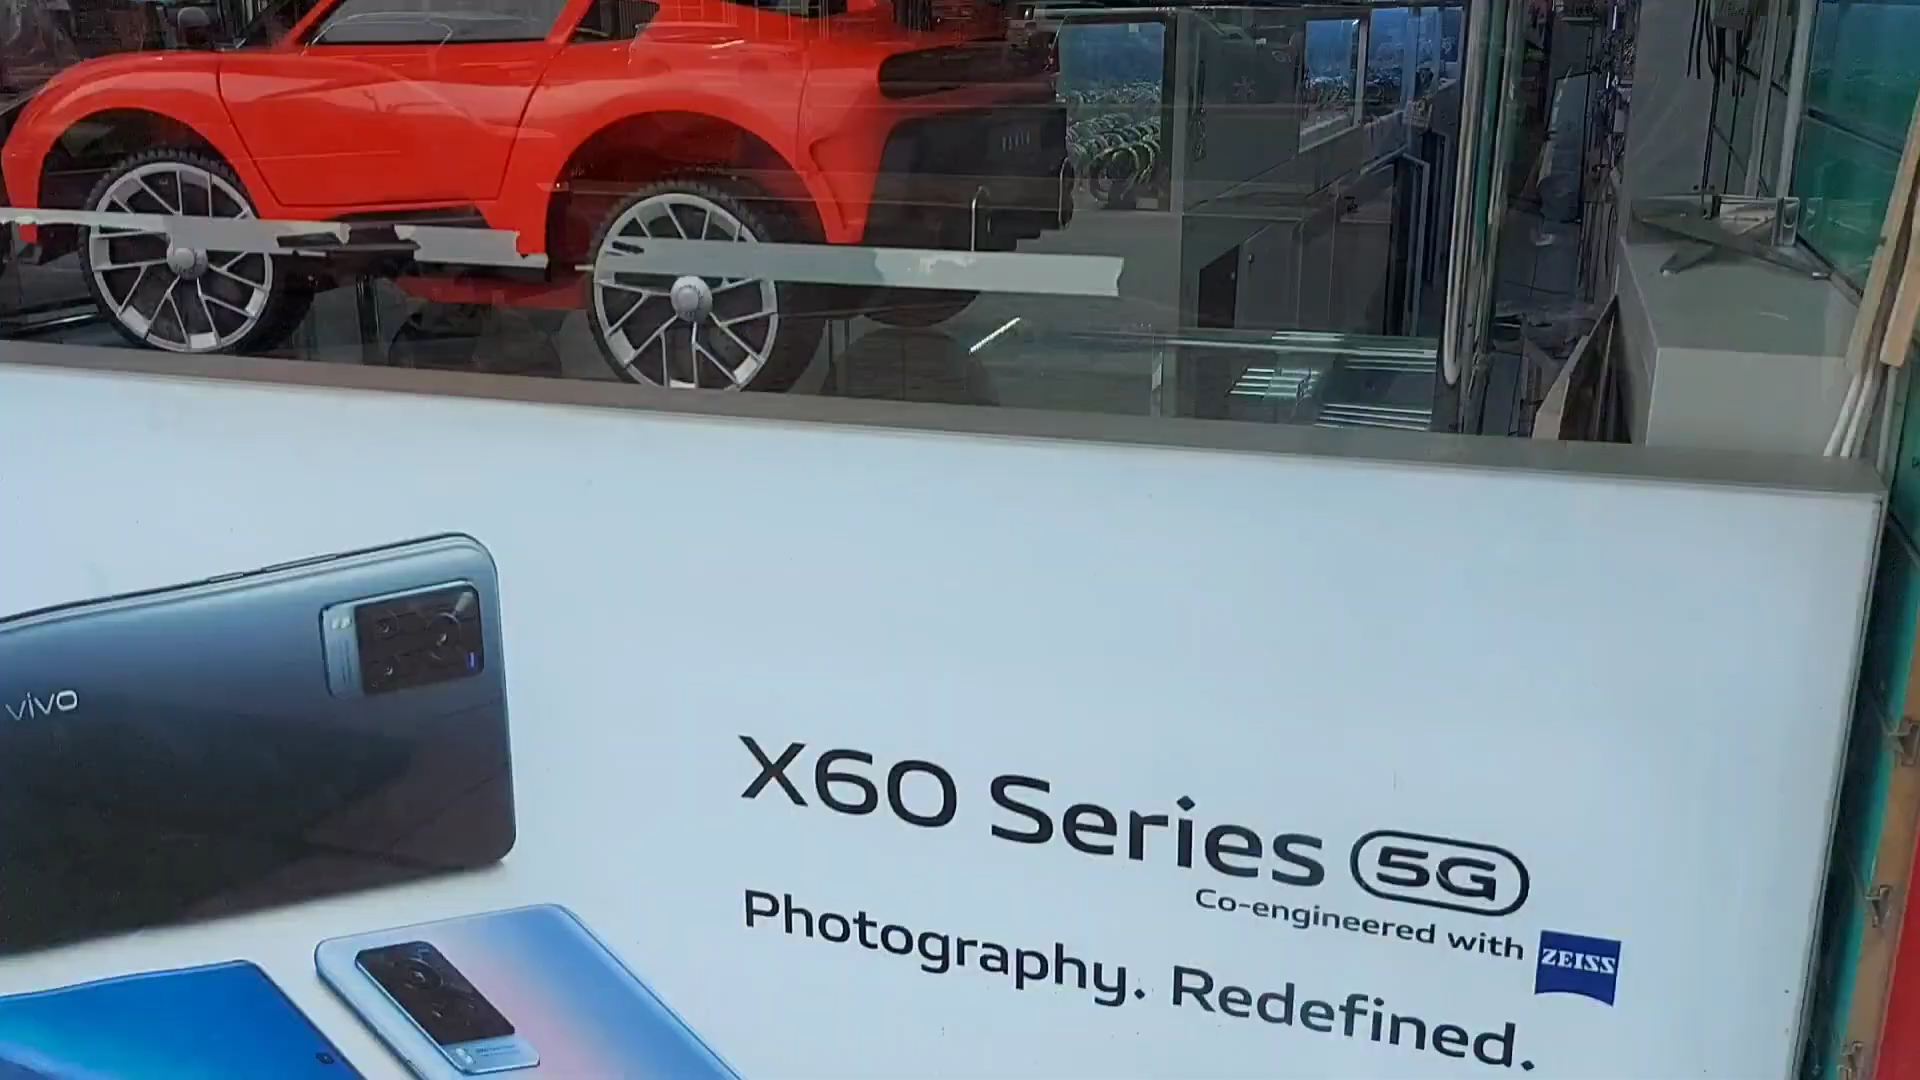 vivo
X60 Series 5G
Co-engineered with ZEISS
Photography. Redefined.